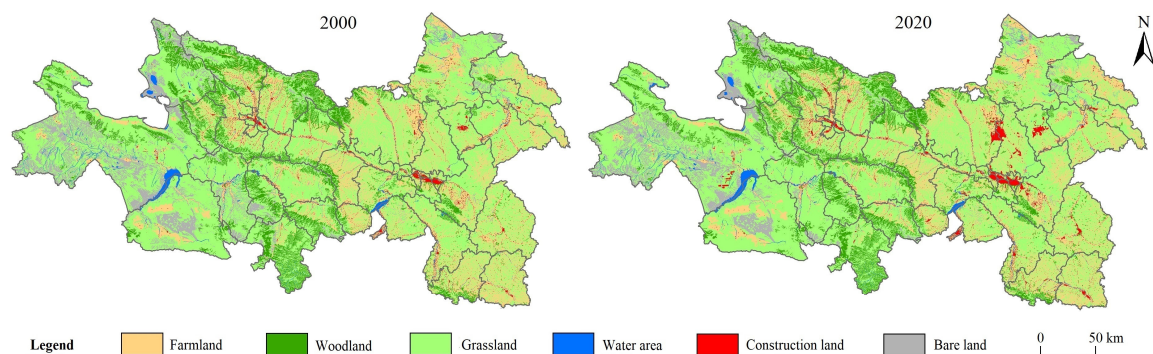 2000
2020
N
Legend
Farmland
Woodland
Grassland
Water area
Construction land
Bare land
0 50 km